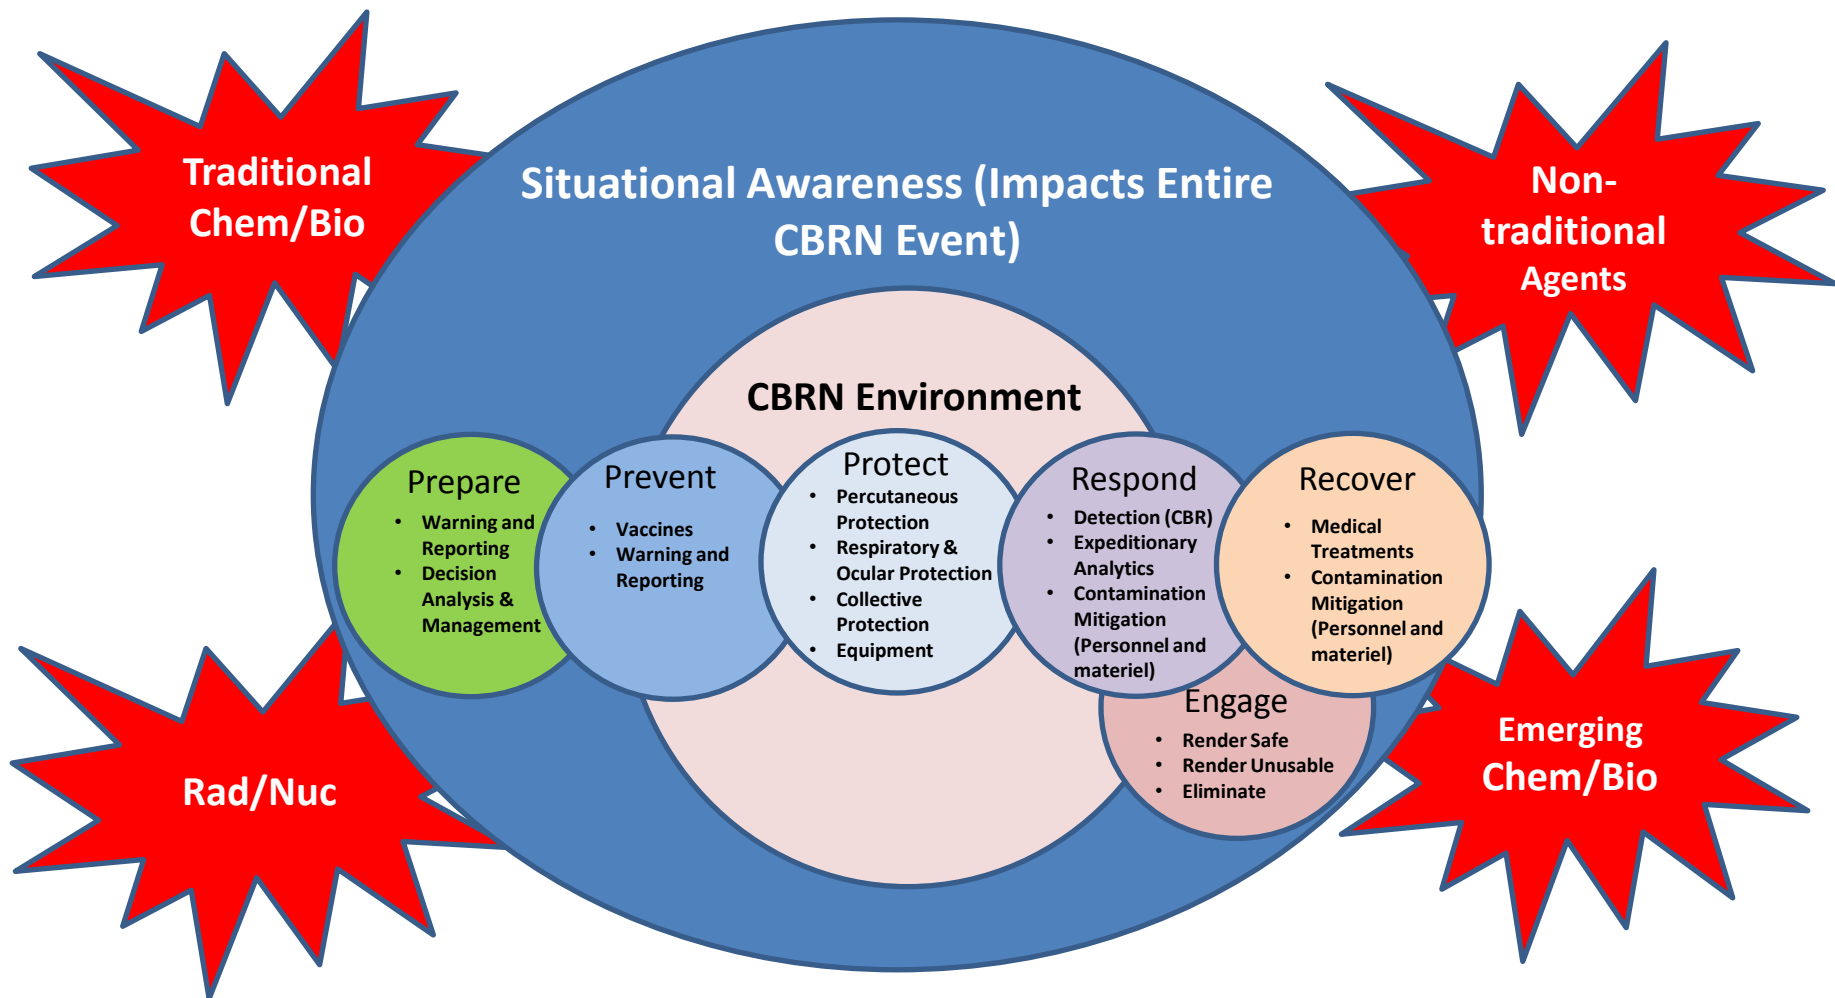 Traditional
Chem/Bio
Situational Awareness (Impacts Entire
CBRN Event)
Non-
traditional
Agents
CBRN Environment
Prepare
• Warning and
Reporting
• Decision
Analysis &
Management
Prevent
• Vaccines
• Warning and
Reporting
Protect
• Percutaneous
Protection
• Respiratory &
Ocular Protection
• Collective
Protection
• Equipment
Respond
• Detection (CBR)
• Expeditionary
Analytics
• Contamination
Mitigation
(Personnel and
materiel)
Recover
• Medical
Treatments
• Contamination
Mitigation
(Personnel and
materiel)
Engage
• Render Safe
• Render Unusable
• Eliminate
Rad/Nuc
Emerging
Chem/Bio